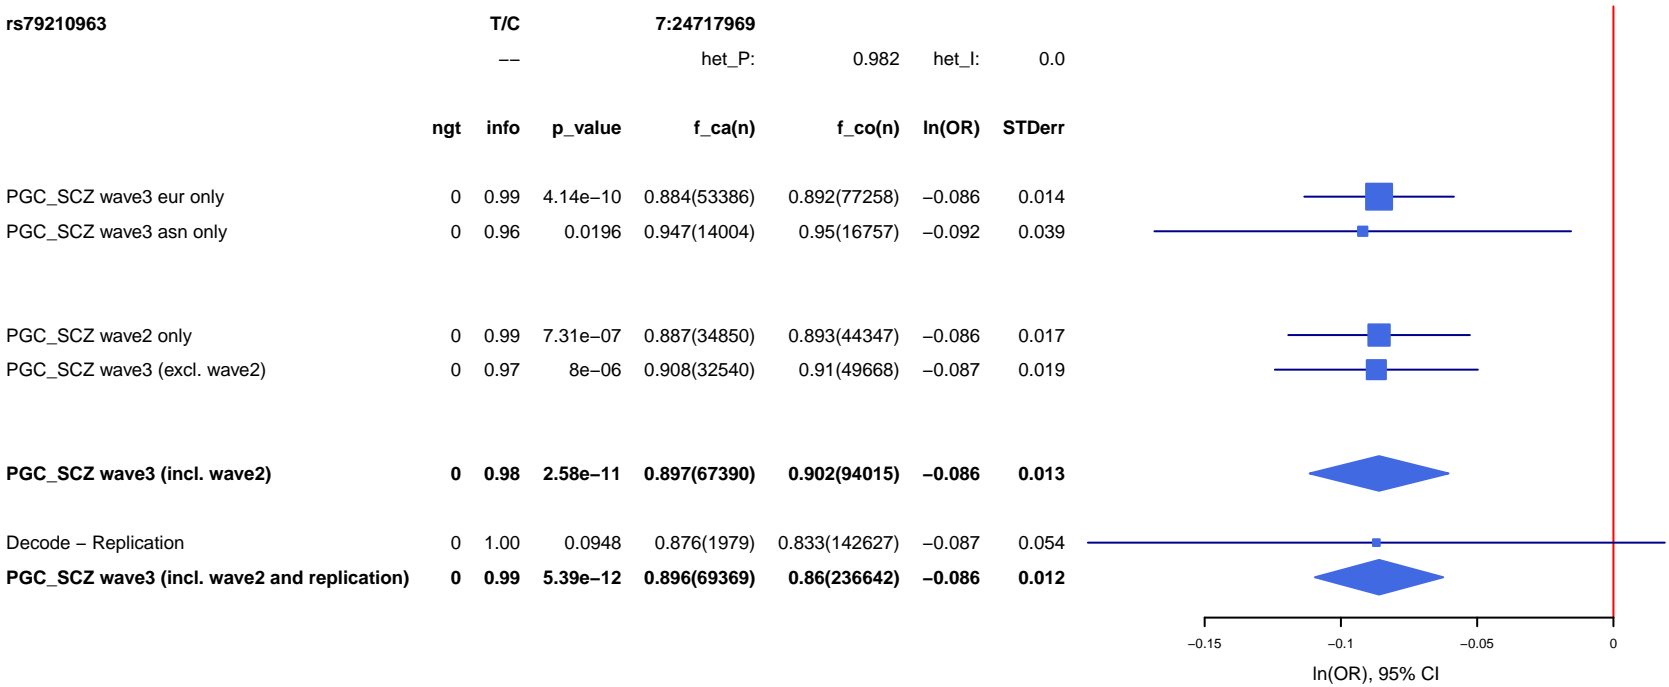 rs79210963 T/C 7:24717969
−− het_P: 0.982 het_I: 0.0
ngt info p_value f_ca(n) f_co(n) ln(OR) STDerr
PGC_SCZ wave3 eur only 0 0.99 4.14e−10 0.884(53386) 0.892(77258) −0.086 0.014
PGC_SCZ wave3 asn only 0 0.96 0.0196 0.947(14004) 0.95(16757) −0.092 0.039
PGC_SCZ wave2 only 0 0.99 7.31e−07 0.887(34850) 0.893(44347) −0.086 0.017
PGC_SCZ wave3 (excl. wave2) 0 0.97 8e−06 0.908(32540) 0.91(49668) −0.087 0.019
PGC_SCZ wave3 (incl. wave2) 0 0.98 2.58e−11 0.897(67390) 0.902(94015) −0.086 0.013
Decode − Replication 0 1.00 0.0948 0.876(1979) 0.833(142627) −0.087 0.054
PGC_SCZ wave3 (incl. wave2 and replication) 0 0.99 5.39e−12 0.896(69369) 0.86(236642) −0.086 0.012
−0.15 −0.1 −0.05 0
ln(OR), 95% CI